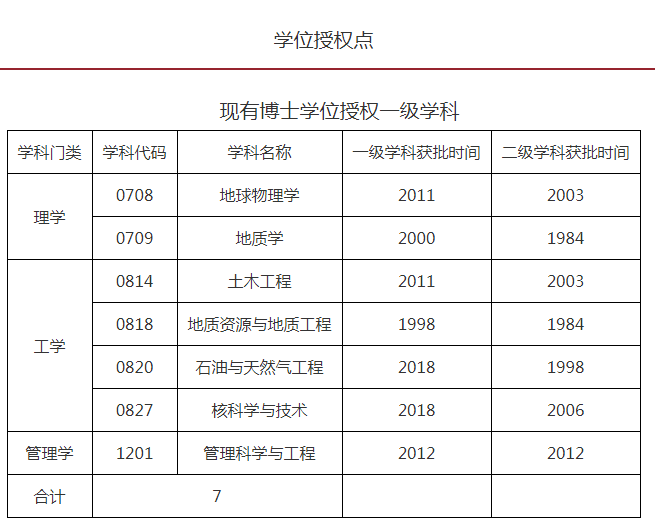 学位授权点
现有博士学位授权一级学科
学科门类 学科代码 学科名称 一级学科获批时间 二级学科获批时间
理学 0708 地球物理学 2011 2003
0709 地质学 2000 1984
工学 0814 土木工程 2011 2003
0818 地质资源与地质工程 1998 1984
0820 石油与天然气工程 2018 1998
0827 核科学与技术 2018 2006
管理学 1201 管理科学与工程 2012 2012
合计 7